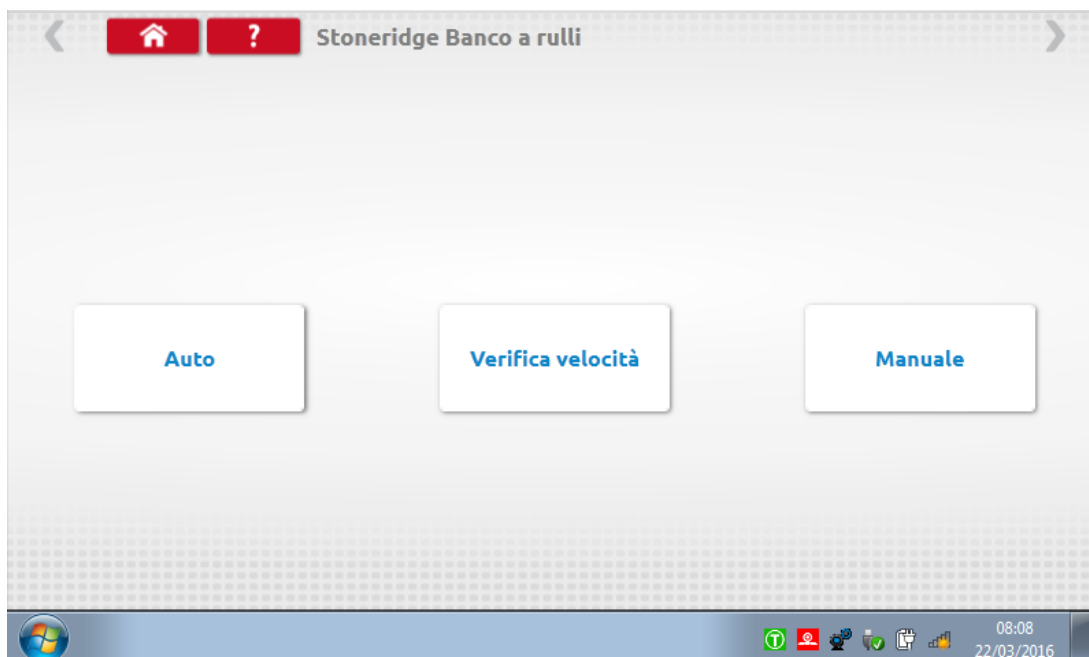 ? Stoneridge Banco a rulli
Auto
Verifica velocità
Manuale
T
08:08
22/03/2016